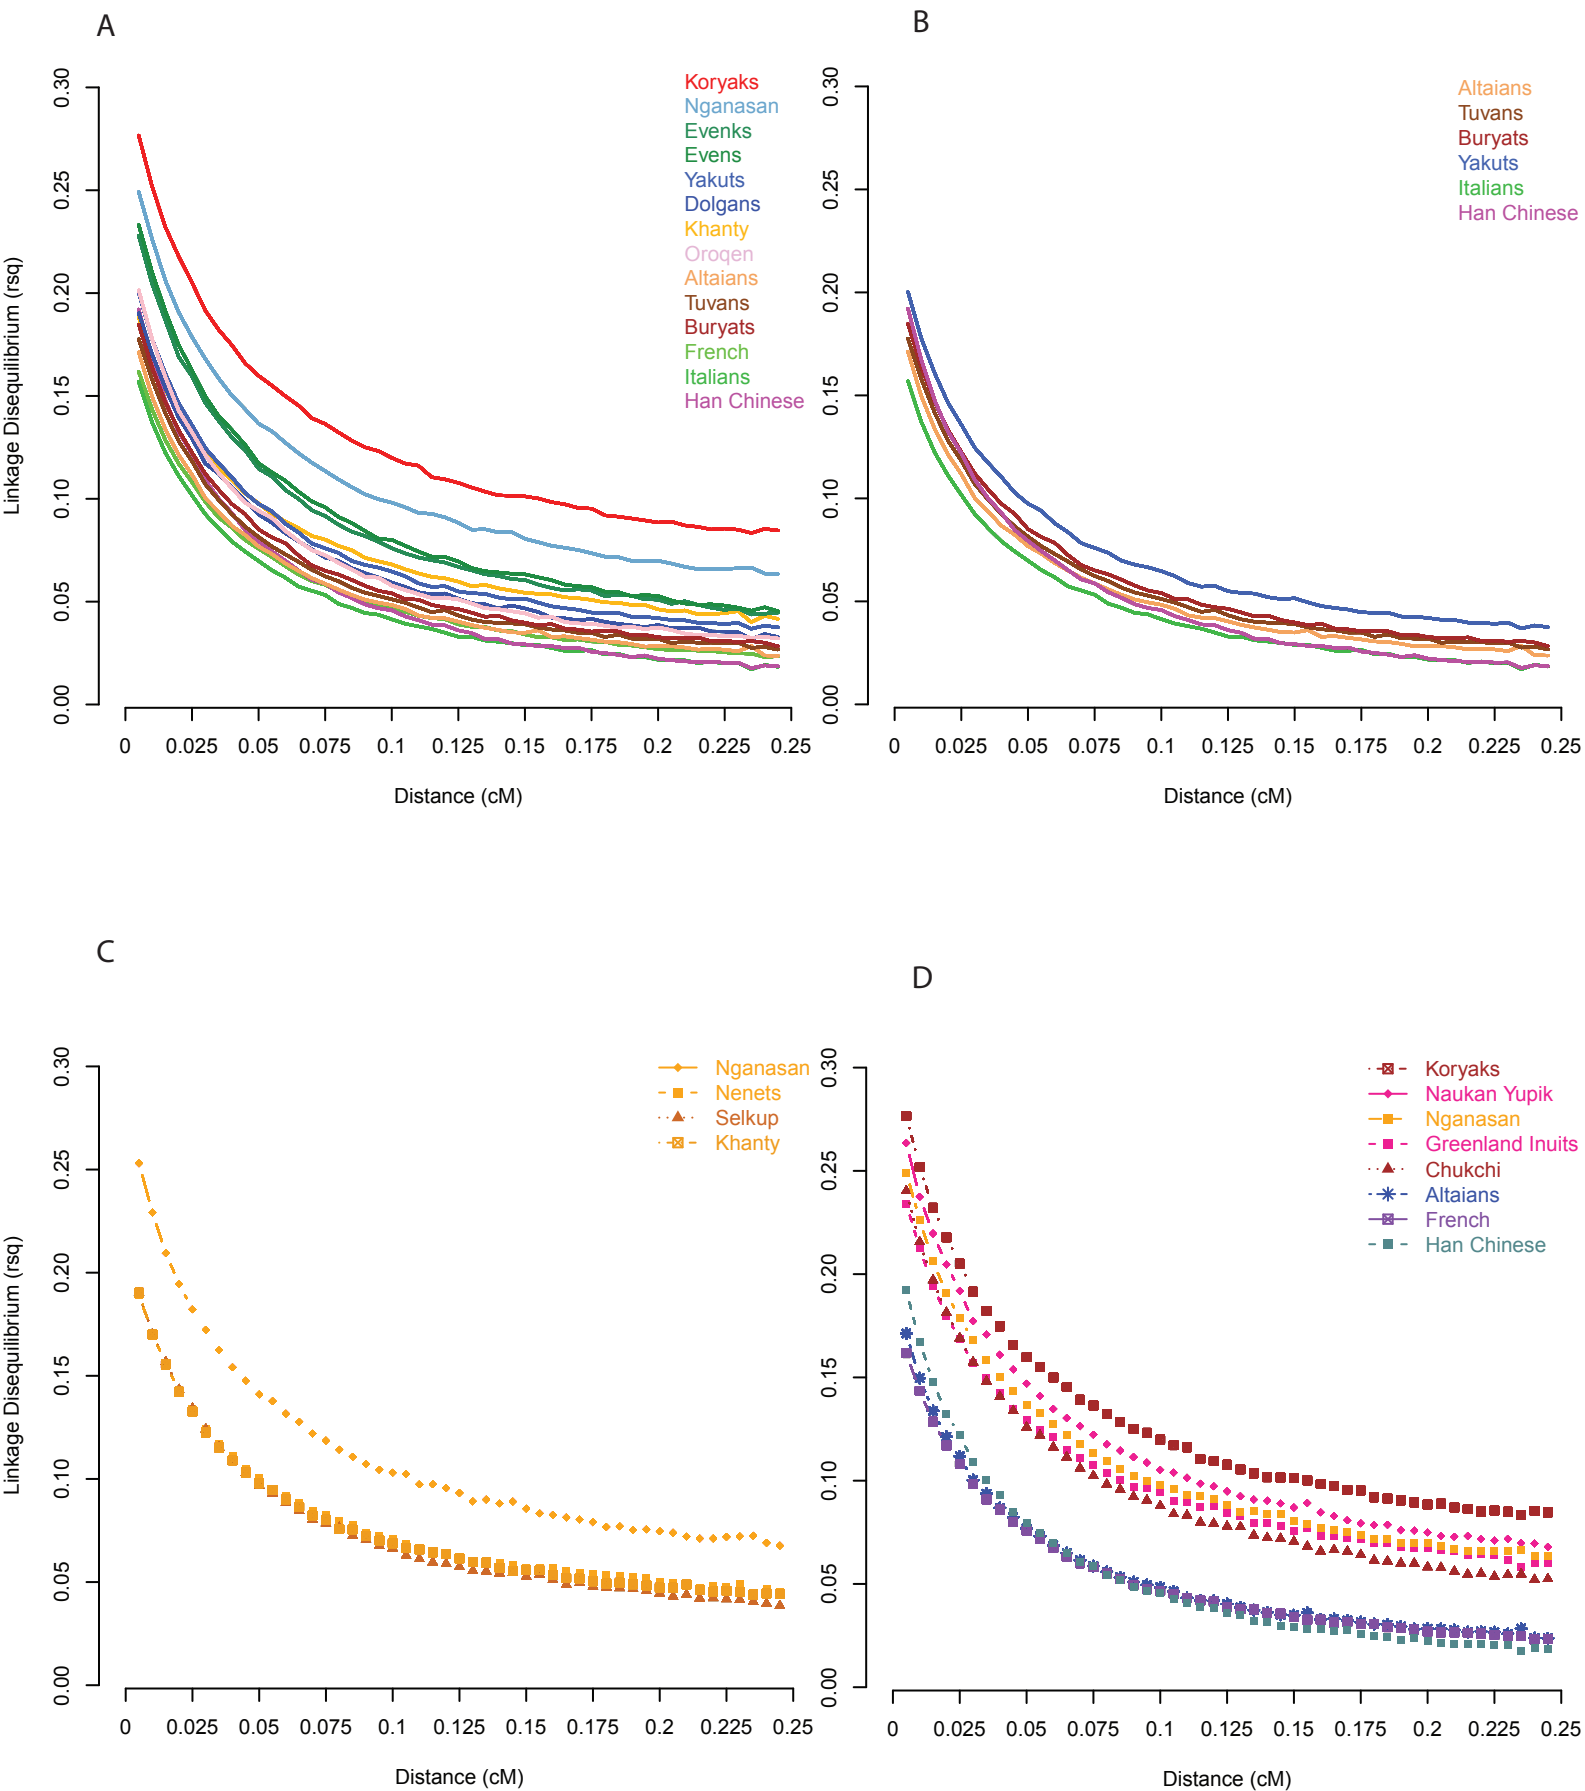 A
Linkage Disequilibrium (rsq)
0.30
0.25
0.20
0.15
0.10
0.05
0.00
Koryaks
Nganasan
Evenks
Evens
Yakuts
Dolgans
Khanty
Oroqen
Altaians
Tuvans
Buryats
French
Italians
Han Chinese
0 0.025 0.05 0.075 0.1 0.125 0.15 0.175 0.2 0.225 0.25
Distance (cM)
B
0.30
0.25
0.20
0.15
0.10
0.05
0.00
Altaians
Tuvans
Buryats
Yakuts
Italians
Han Chinese
0 0.025 0.05 0.075 0.1 0.125 0.15 0.175 0.2 0.225 0.25
Distance (cM)
C
Linkage Disequilibrium (rsq)
0.30
0.25
0.20
0.15
0.10
0.05
0.00
Nganasan
Nenets
Selkup
Khanty
0 0.025 0.05 0.075 0.1 0.125 0.15 0.175 0.2 0.225 0.25
Distance (cM)
D
0.30
0.25
0.20
0.15
0.10
0.05
0.00
Koryaks
Naukan Yupik
Nganasan
Greenland Inuits
Chukchi
Altaians
French
Han Chinese
0 0.025 0.05 0.075 0.1 0.125 0.15 0.175 0.2 0.225 0.25
Distance (cM)